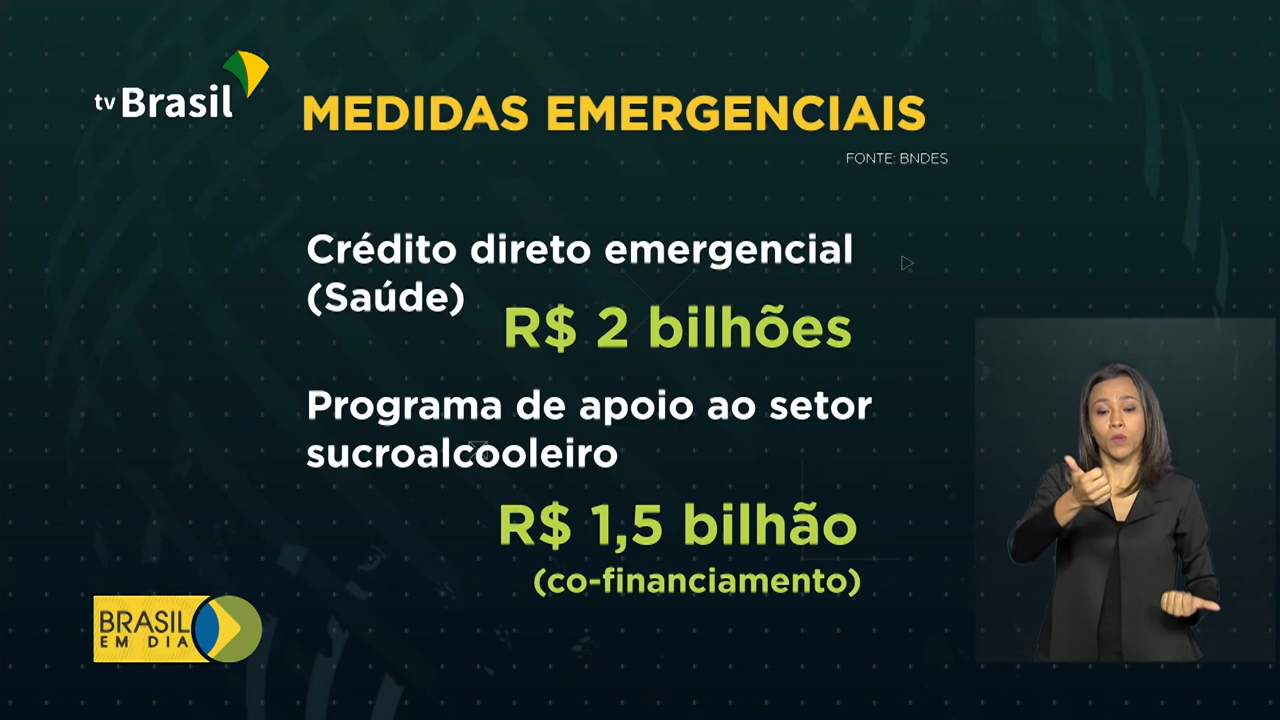 tv Brasil
MEDIDAS EMERGENCIAIS
FONTE: BNDES
Crédito direto emergencial
(Saúde)
R$ 2 bilhões
Programa de apoio ao setor
sucroalcooleiro
R$ 1,5 bilhão
(co-financiamento)
BRASIL
EM DIA